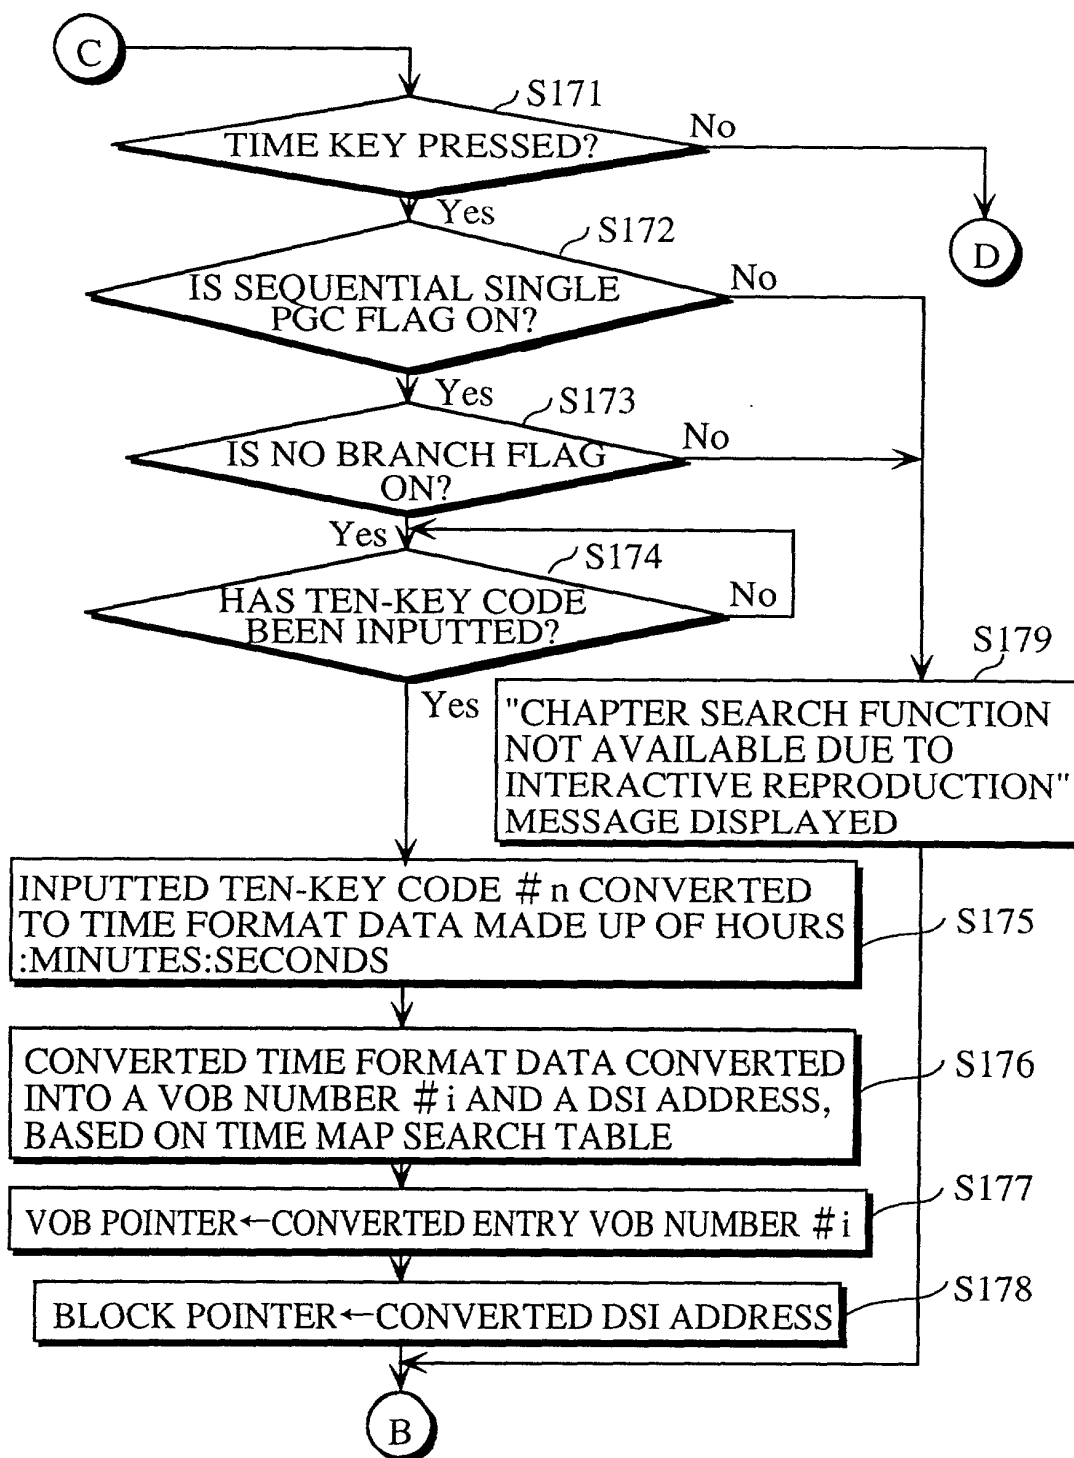 C
S171
TIME KEY PRESSED?
No
Yes
D
S172
IS SEQUENTIAL SINGLE
PGC FLAG ON?
No
Yes
S173
IS NO BRANCH FLAG
ON?
No
Yes
S174
HAS TEN-KEY CODE
BEEN INPUTTED?
No
Yes
S179
"CHAPTER SEARCH FUNCTION
NOT AVAILABLE DUE TO
INTERACTIVE REPRODUCTION"
MESSAGE DISPLAYED
INPUTTED TEN-KEY CODE #n CONVERTED
TO TIME FORMAT DATA MADE UP OF HOURS
:MINUTES:SECONDS
S175
CONVERTED TIME FORMAT DATA CONVERTED
INTO A VOB NUMBER #i AND A DSI ADDRESS,
BASED ON TIME MAP SEARCH TABLE
S176
VOB POINTER←CONVERTED ENTRY VOB NUMBER #i
S177
BLOCK POINTER←CONVERTED DSI ADDRESS
S178
B